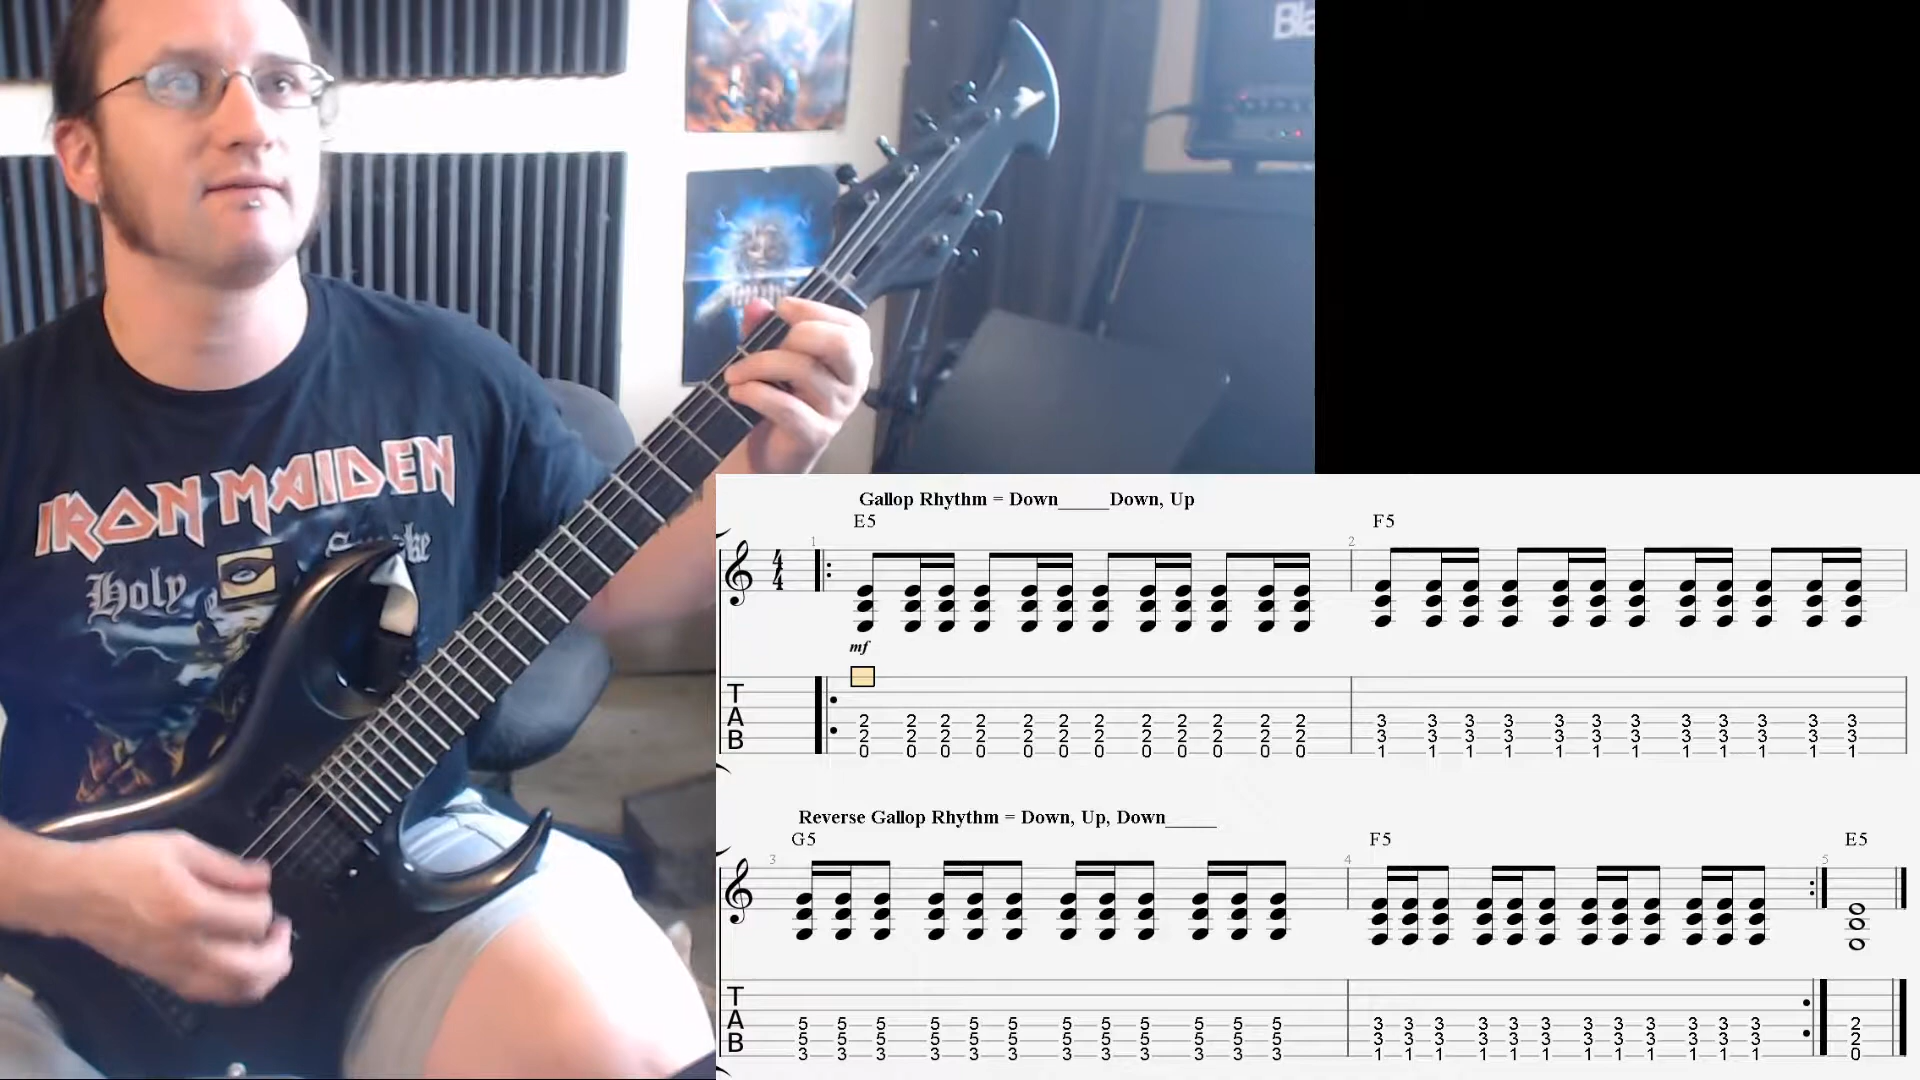 Bla
IRON MAIDEN
Holy Smoke
Gallop Rhythm = Down_____Down, Up
E5 F5
1 2
4
4
mf
T
A
B
2 2 2 2 2 2 2 2 2 2 2 2 3 3 3 3 3 3 3 3 3 3 3 3
2 2 2 2 2 2 2 2 2 2 2 2 3 3 3 3 3 3 3 3 3 3 3 3
0 0 0 0 0 0 0 0 0 0 0 0 1 1 1 1 1 1 1 1 1 1 1 1
Reverse Gallop Rhythm = Down, Up, Down_____
G5 F5 E5
3 4 5
T
A
B
5 5 5 5 5 5 5 5 5 5 5 5 3 3 3 3 3 3 3 3 3 3 3 3 2
5 5 5 5 5 5 5 5 5 5 5 5 3 3 3 3 3 3 3 3 3 3 3 3 2
3 3 3 3 3 3 3 3 3 3 3 3 1 1 1 1 1 1 1 1 1 1 1 1 0